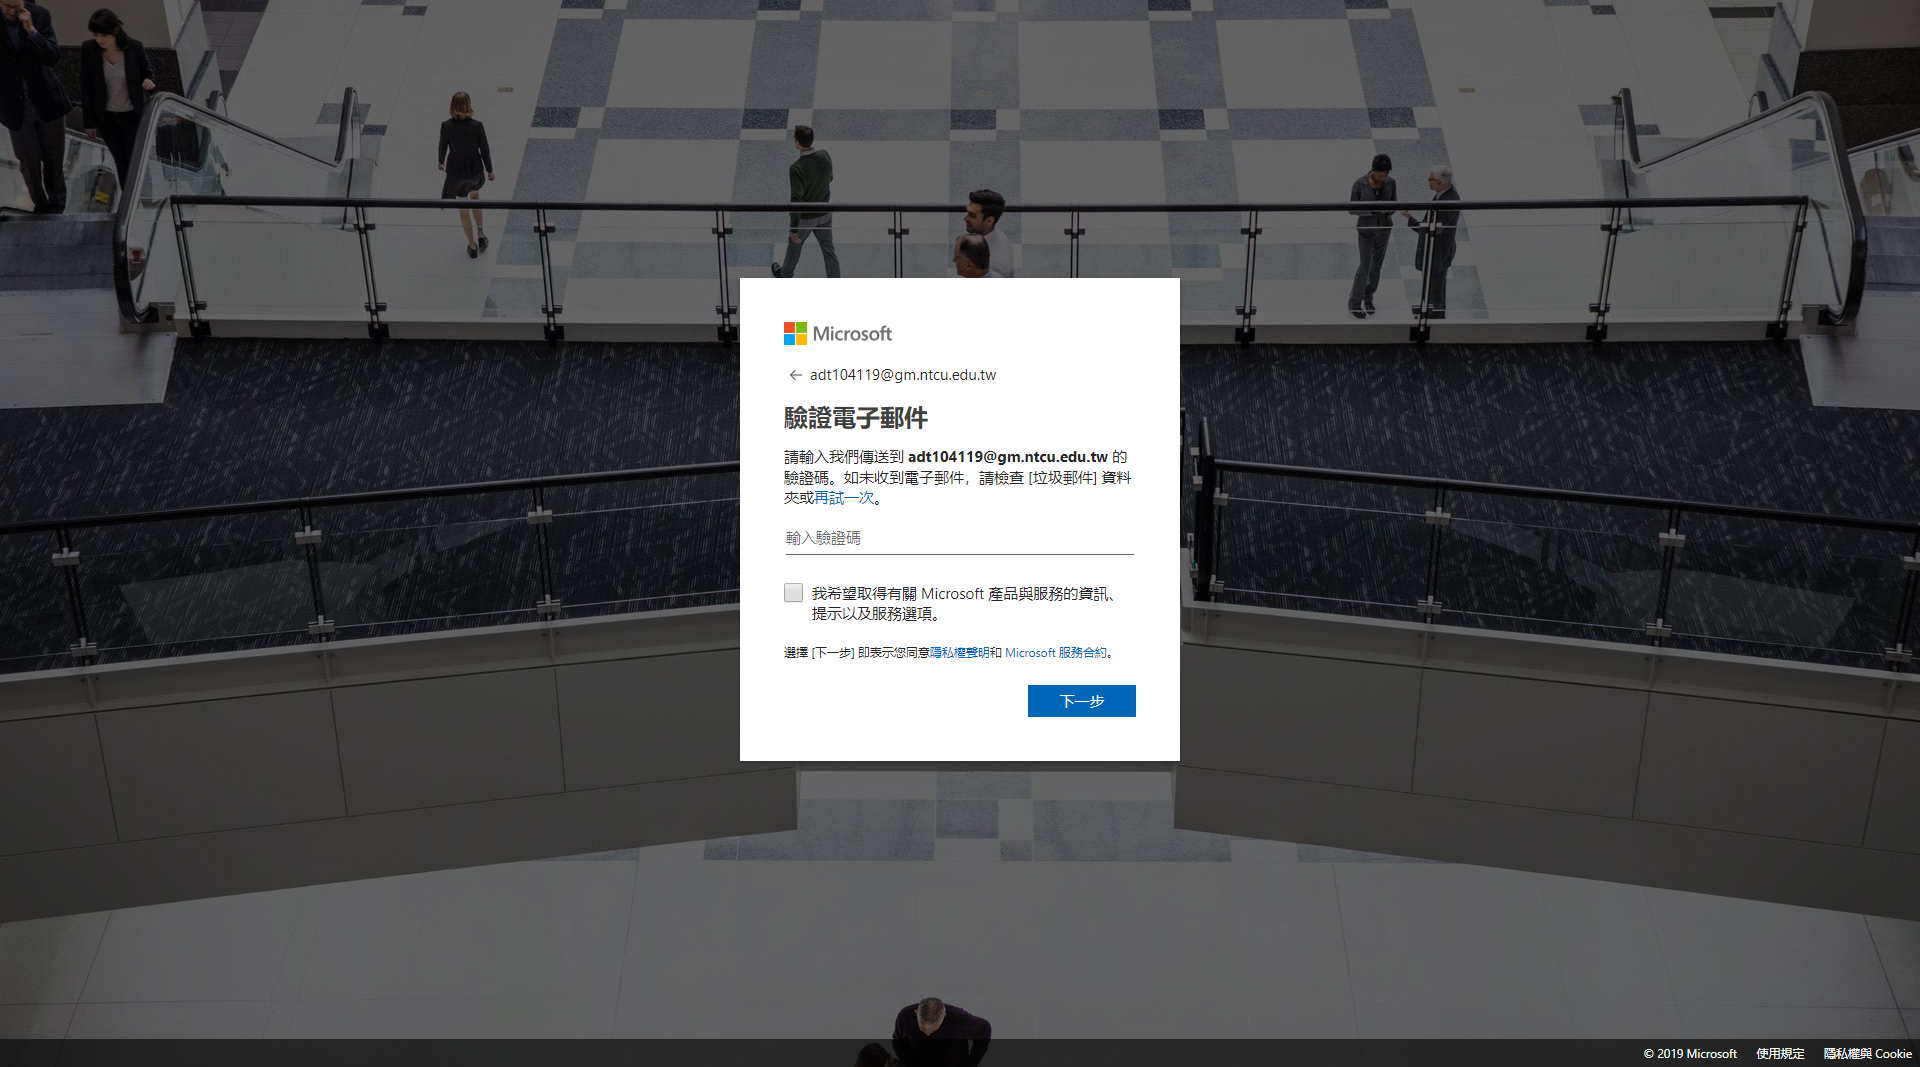 Microsoft
adt104119@gm.ntcu.edu.tw
驗證電子郵件
請輸入我們傳送到 adt104119@gm.ntcu.edu.tw 的
驗證碼。如未收到電子郵件，請檢查 [垃圾郵件] 資料
夾或再試一次。
輸入驗證碼
我希望取得有關 Microsoft 產品與服務的資訊、
提示以及服務選項。
選擇 [下一步] 即表示您同意隱私權聲明和 Microsoft 服務合約。
下一步
© 2019 Microsoft 使用規定 隱私權與 Cookie